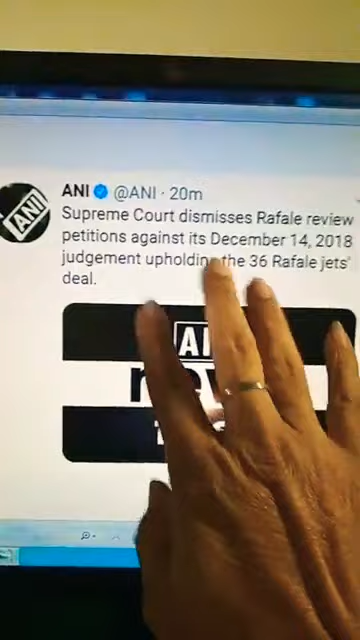 ANI @ANI · 20m
Supreme Court dismisses Rafale review
petitions against its December 14, 2018
judgement upholding the 36 Rafale jets'
deal.
ANI